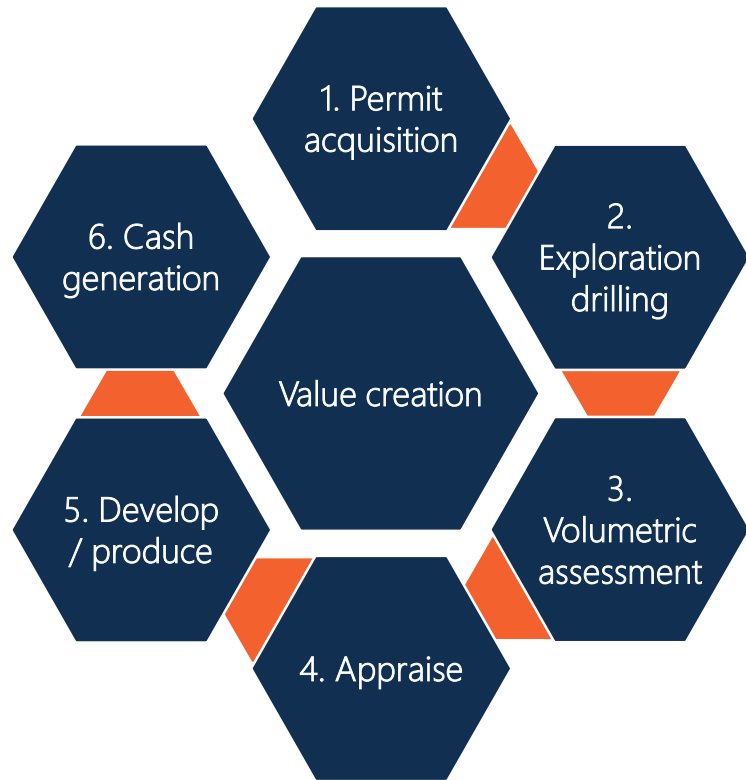 1. Permit
acquisition
2.
Exploration
drilling
3.
Volumetric
assessment
4. Appraise
5. Develop
/ produce
6. Cash
generation
Value creation